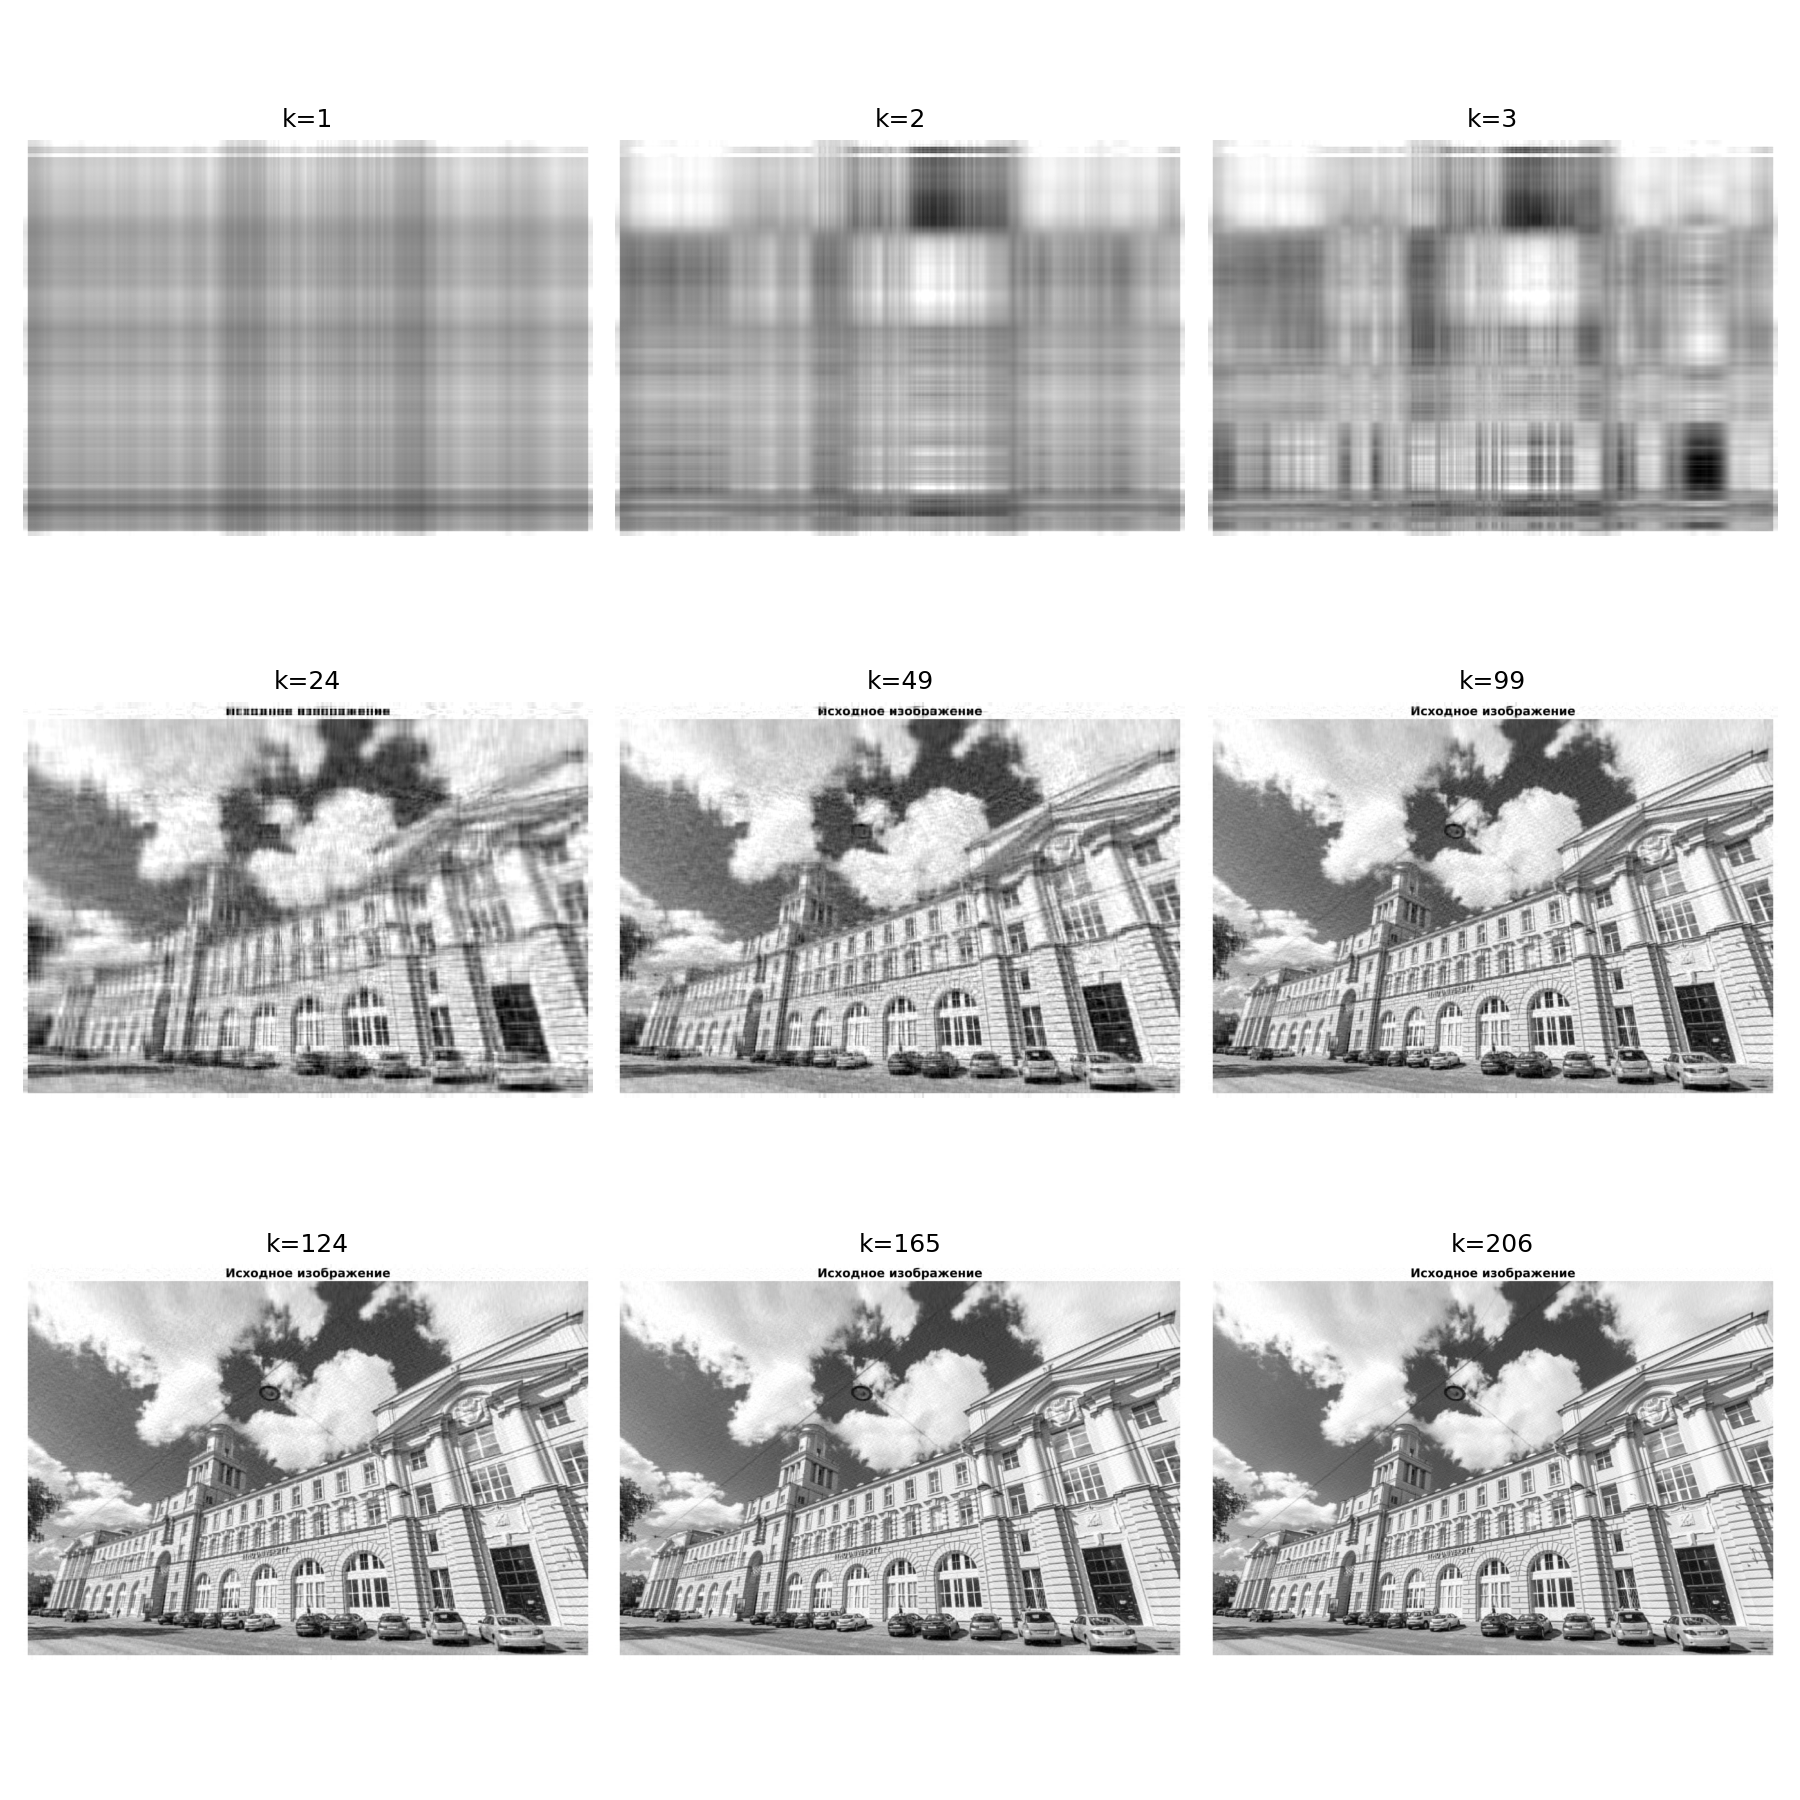 k=1
k=2
k=3
k=24
k=49
k=99
Исходное изображение
Исходное изображение
k=124
k=165
k=206
Исходное изображение
Исходное изображение
Исходное изображение